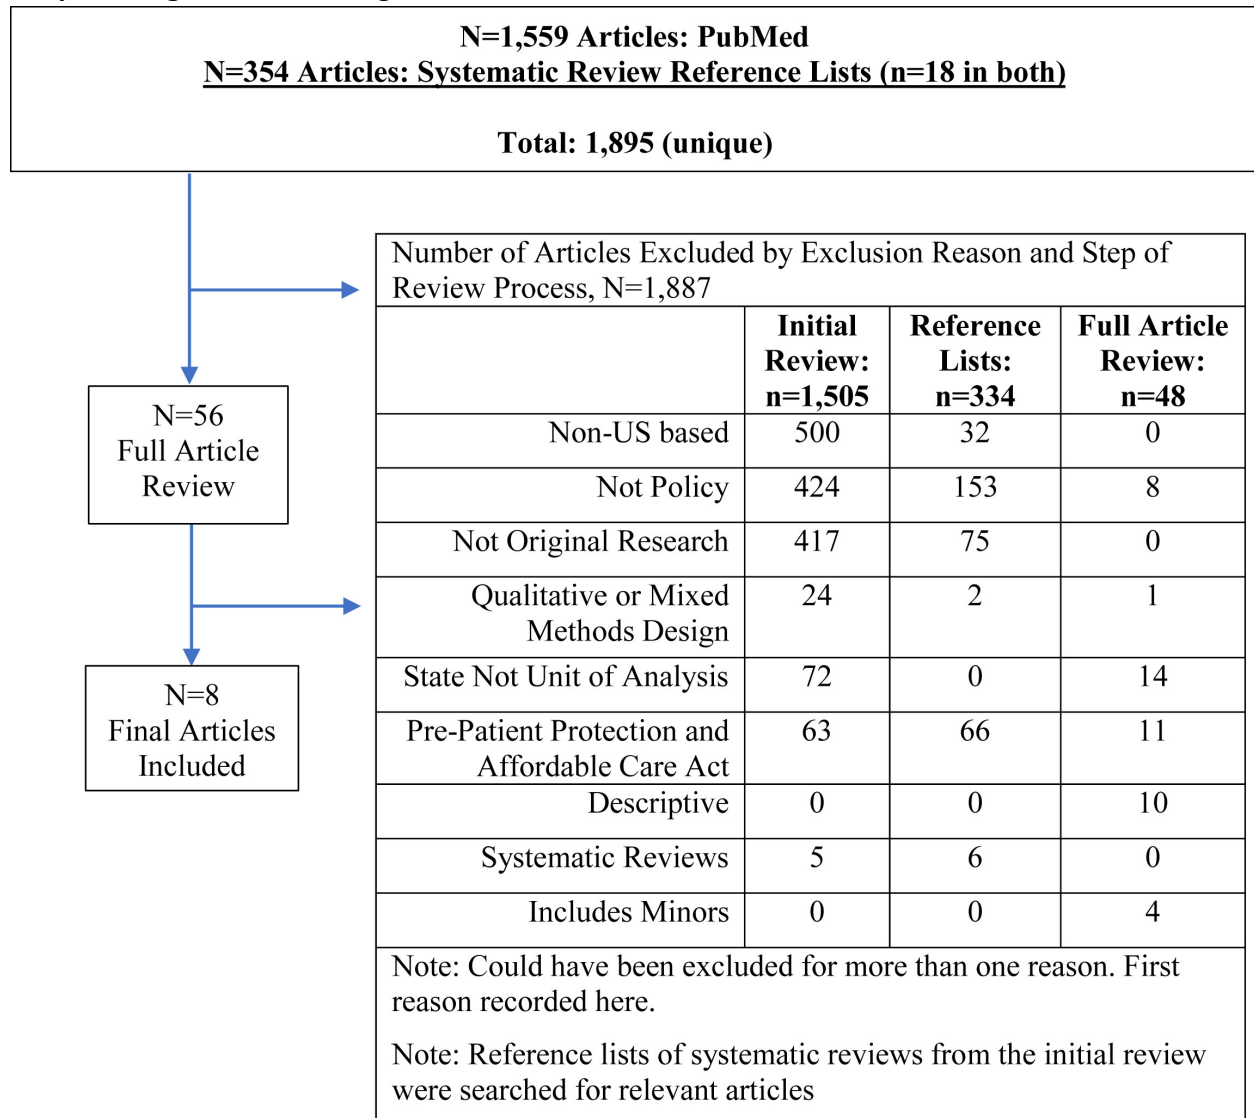 N=1,559 Articles: PubMed
N=354 Articles: Systematic Review Reference Lists (n=18 in both)
Total: 1,895 (unique)
Number of Articles Excluded by Exclusion Reason and Step of
Review Process, N=1,887
Initial Review: n=1,505
Reference Lists: n=334
Full Article Review: n=48
Non-US based 500 32 0
Not Policy 424 153 8
Not Original Research 417 75 0
Qualitative or Mixed Methods Design 24 2 1
State Not Unit of Analysis 72 0 14
Pre-Patient Protection and Affordable Care Act 63 66 11
Descriptive 0 0 10
Systematic Reviews 5 6 0
Includes Minors 0 0 4
Note: Could have been excluded for more than one reason. First
reason recorded here.
Note: Reference lists of systematic reviews from the initial review
were searched for relevant articles
N=56
Full Article
Review
N=8
Final Articles
Included